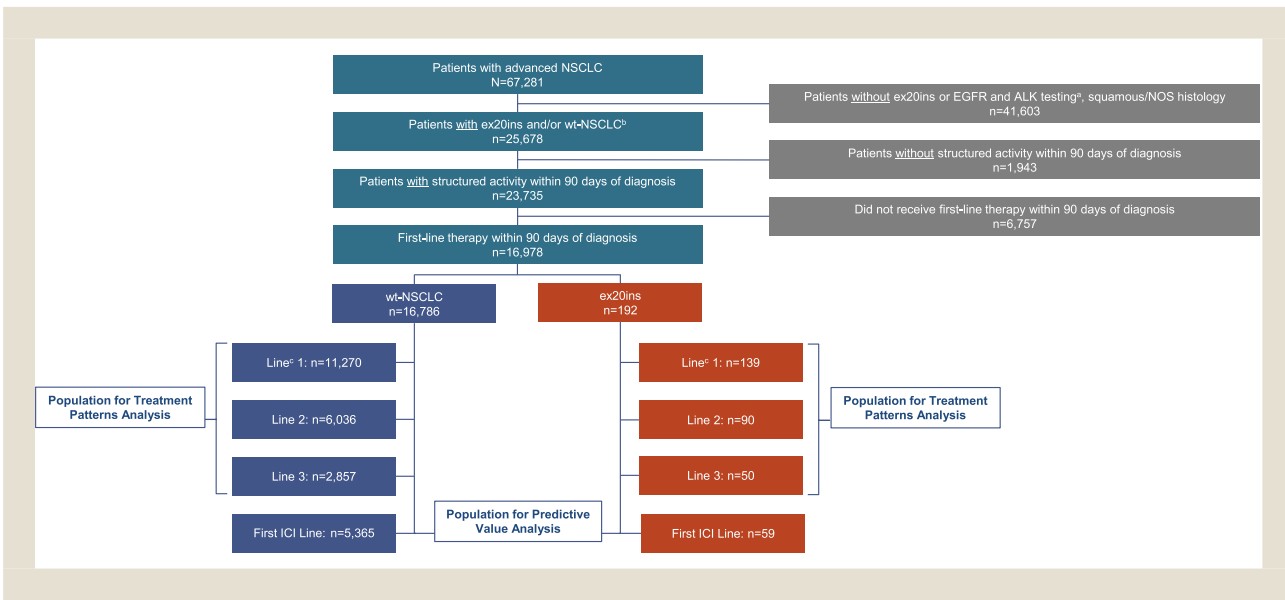 Patients with advanced NSCLC
N=67,281
Patients without ex20ins or EGFR and ALK testingᵃ, squamous/NOS histology
n=41,603
Patients with ex20ins and/or wt-NSCLCᵇ
n=25,678
Patients without structured activity within 90 days of diagnosis
n=1,943
Patients with structured activity within 90 days of diagnosis
n=23,735
Did not receive first-line therapy within 90 days of diagnosis
n=6,757
First-line therapy within 90 days of diagnosis
n=16,978
wt-NSCLC
n=16,786
ex20ins
n=192
Lineᶜ 1: n=11,270
Lineᶜ 1: n=139
Population for Treatment
Patterns Analysis
Line 2: n=6,036
Line 2: n=90
Population for Treatment
Patterns Analysis
Line 3: n=2,857
Line 3: n=50
Population for Predictive
Value Analysis
First ICI Line: n=5,365
First ICI Line: n=59